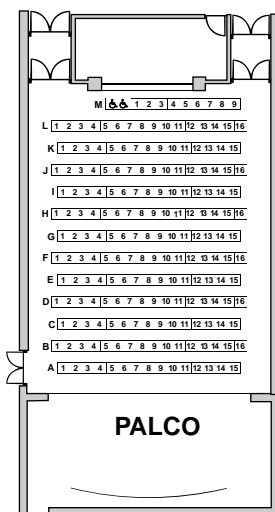 M 1 2 3 4 5 6 7 8 9
L 1 2 3 4 5 6 7 8 9 10 11 12 13 14 15 16
K 1 2 3 4 5 6 7 8 9 10 11 12 13 14 15
J 1 2 3 4 5 6 7 8 9 10 11 12 13 14 15 16
I 1 2 3 4 5 6 7 8 9 10 11 12 13 14 15
H 1 2 3 4 5 6 7 8 9 10 11 12 13 14 15 16
G 1 2 3 4 5 6 7 8 9 10 11 12 13 14 15
F 1 2 3 4 5 6 7 8 9 10 11 12 13 14 15 16
E 1 2 3 4 5 6 7 8 9 10 11 12 13 14 15
D 1 2 3 4 5 6 7 8 9 10 11 12 13 14 15 16
C 1 2 3 4 5 6 7 8 9 10 11 12 13 14 15
B 1 2 3 4 5 6 7 8 9 10 11 12 13 14 15 16
A 1 2 3 4 5 6 7 8 9 10 11 12 13 14 15
PALCO